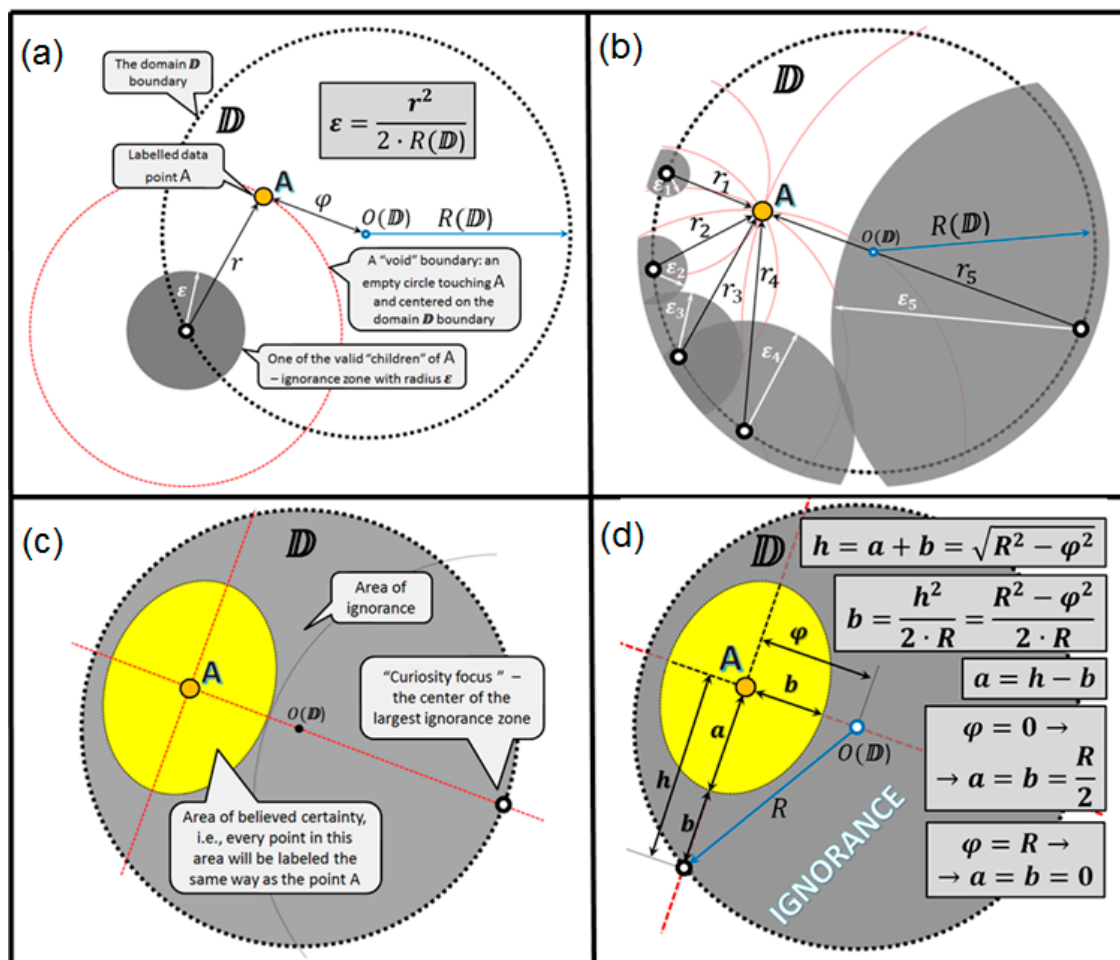 (a)
The domain 𝔻
boundary
𝔻
ε = r² / 2 · R(𝔻)
Labelled data
point A
A
φ
O(𝔻)
R(𝔻)
r
ε
A “void” boundary: an
empty circle touching A
and centered on the
domain 𝔻 boundary
One of the valid “children” of A
– ignorance zone with radius ε
(b)
𝔻
ε₁
r₁
A
r₂
R(𝔻)
O(𝔻)
ε₂
r₃
r₄
r₅
ε₃
ε₅
ε₄
(c)
𝔻
Area of
ignorance
A
“Curiosity focus ” –
the center of the
largest ignorance zone
O(𝔻)
Area of believed certainty,
i.e., every point in this
area will be labeled the
same way as the point A
(d)
𝔻
h = a + b = √R² − φ²
b = h² / 2 · R = R² − φ² / 2 · R
φ
A
b
a = h − b
a
O(𝔻)
φ = 0 →
→ a = b = R / 2
h
b
R
IGNORANCE
φ = R →
→ a = b = 0